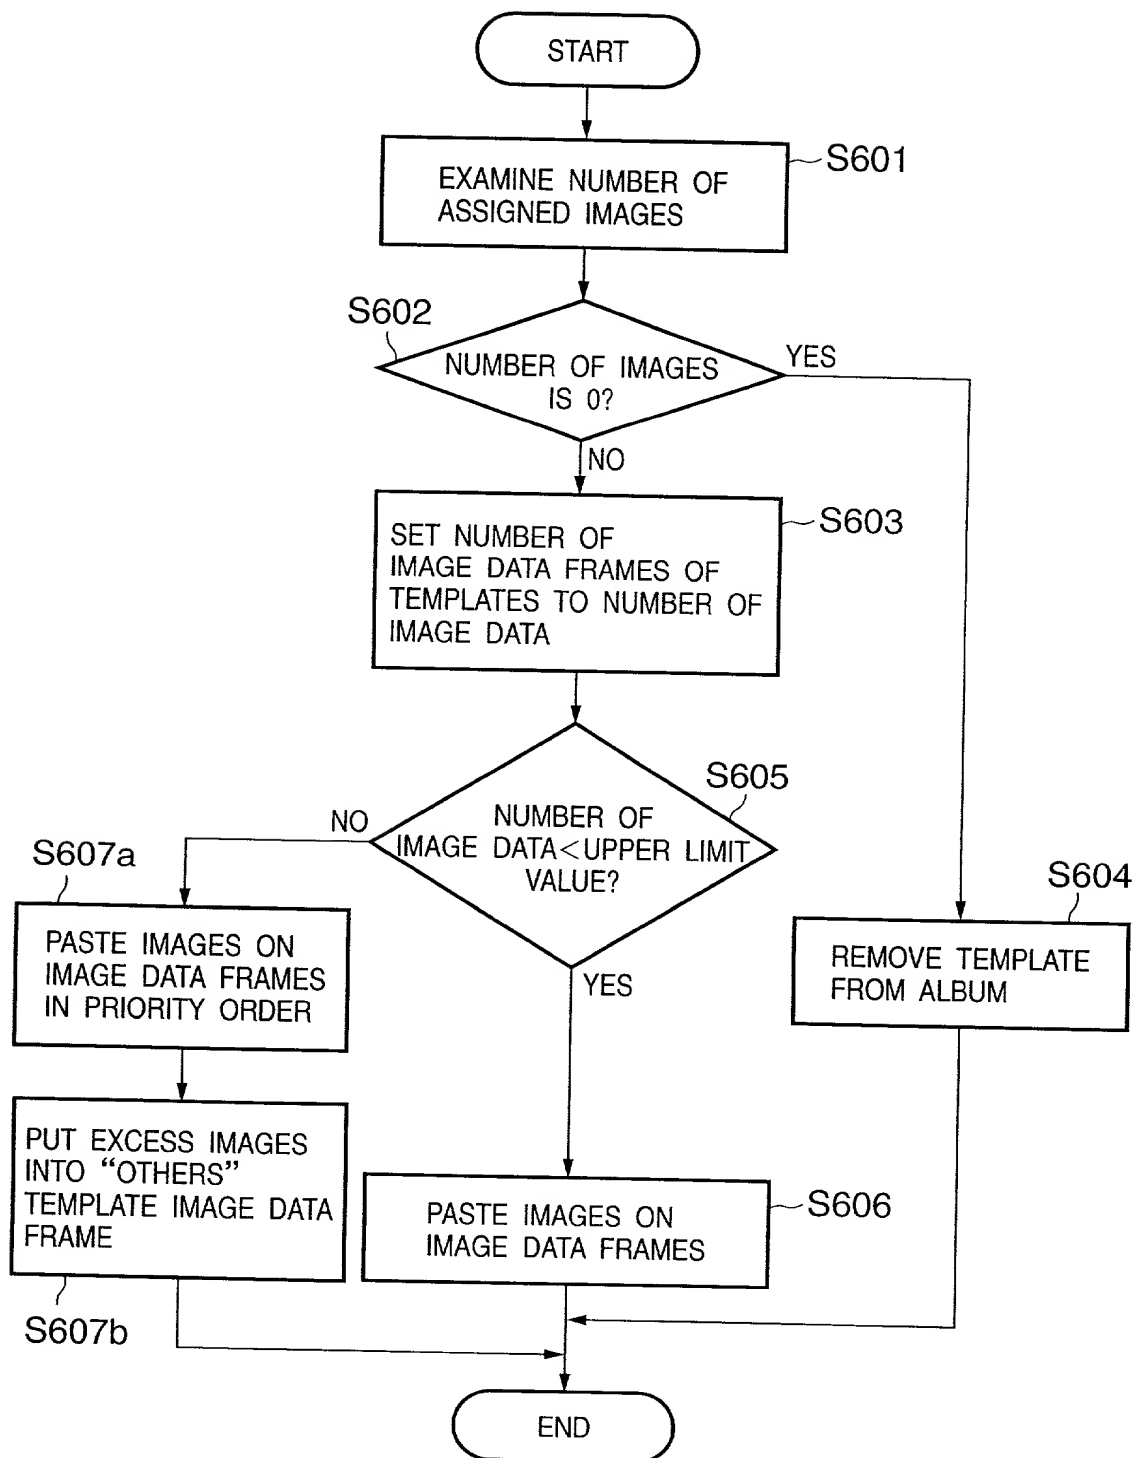 START
S601
EXAMINE NUMBER OF
ASSIGNED IMAGES
S602
NUMBER OF IMAGES
IS 0?
YES
NO
S603
SET NUMBER OF
IMAGE DATA FRAMES OF
TEMPLATES TO NUMBER OF
IMAGE DATA
S605
NUMBER OF
IMAGE DATA<UPPER LIMIT
VALUE?
NO
YES
S607a
PASTE IMAGES ON
IMAGE DATA FRAMES
IN PRIORITY ORDER
S604
REMOVE TEMPLATE
FROM ALBUM
PUT EXCESS IMAGES
INTO “OTHERS”
TEMPLATE IMAGE DATA
FRAME
S607b
S606
PASTE IMAGES ON
IMAGE DATA FRAMES
END